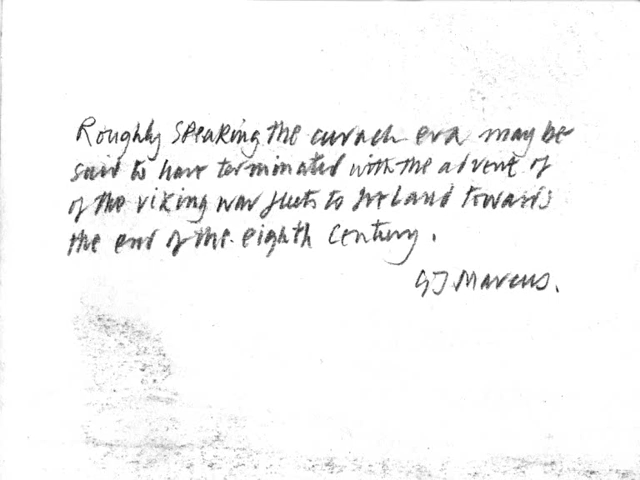 Roughly speaking the curach era may be
said to have terminated with the advent of
of the viking war fleets to Ireland towards
the end of the eighth century.
GJ Marcus.